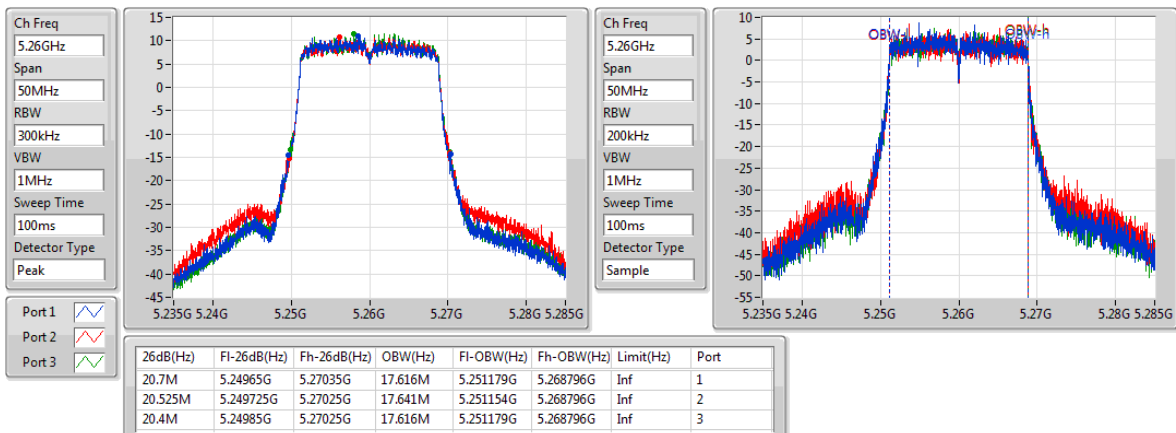 Ch Freq
5.26GHz
Span
50MHz
RBW
300kHz
VBW
1MHz
Sweep Time
100ms
Detector Type
Peak
Port 1
Port 2
Port 3
15
10
5
0
-5
-10
-15
-20
-25
-30
-35
-40
-45
5.235G 5.24G 5.25G 5.26G 5.27G 5.28G 5.285G
Ch Freq
5.26GHz
Span
50MHz
RBW
200kHz
VBW
1MHz
Sweep Time
100ms
Detector Type
Sample
10
5
0
-5
-10
-15
-20
-25
-30
-35
-40
-45
-50
-55
OBW-l OBW-h
5.235G 5.24G 5.25G 5.26G 5.27G 5.28G 5.285G
26dB(Hz) Fl-26dB(Hz) Fh-26dB(Hz) OBW(Hz) Fl-OBW(Hz) Fh-OBW(Hz) Limit(Hz) Port
20.7M 5.24965G 5.27035G 17.616M 5.251179G 5.268796G Inf 1
20.525M 5.249725G 5.27025G 17.641M 5.251154G 5.268796G Inf 2
20.4M 5.24985G 5.27025G 17.616M 5.251179G 5.268796G Inf 3